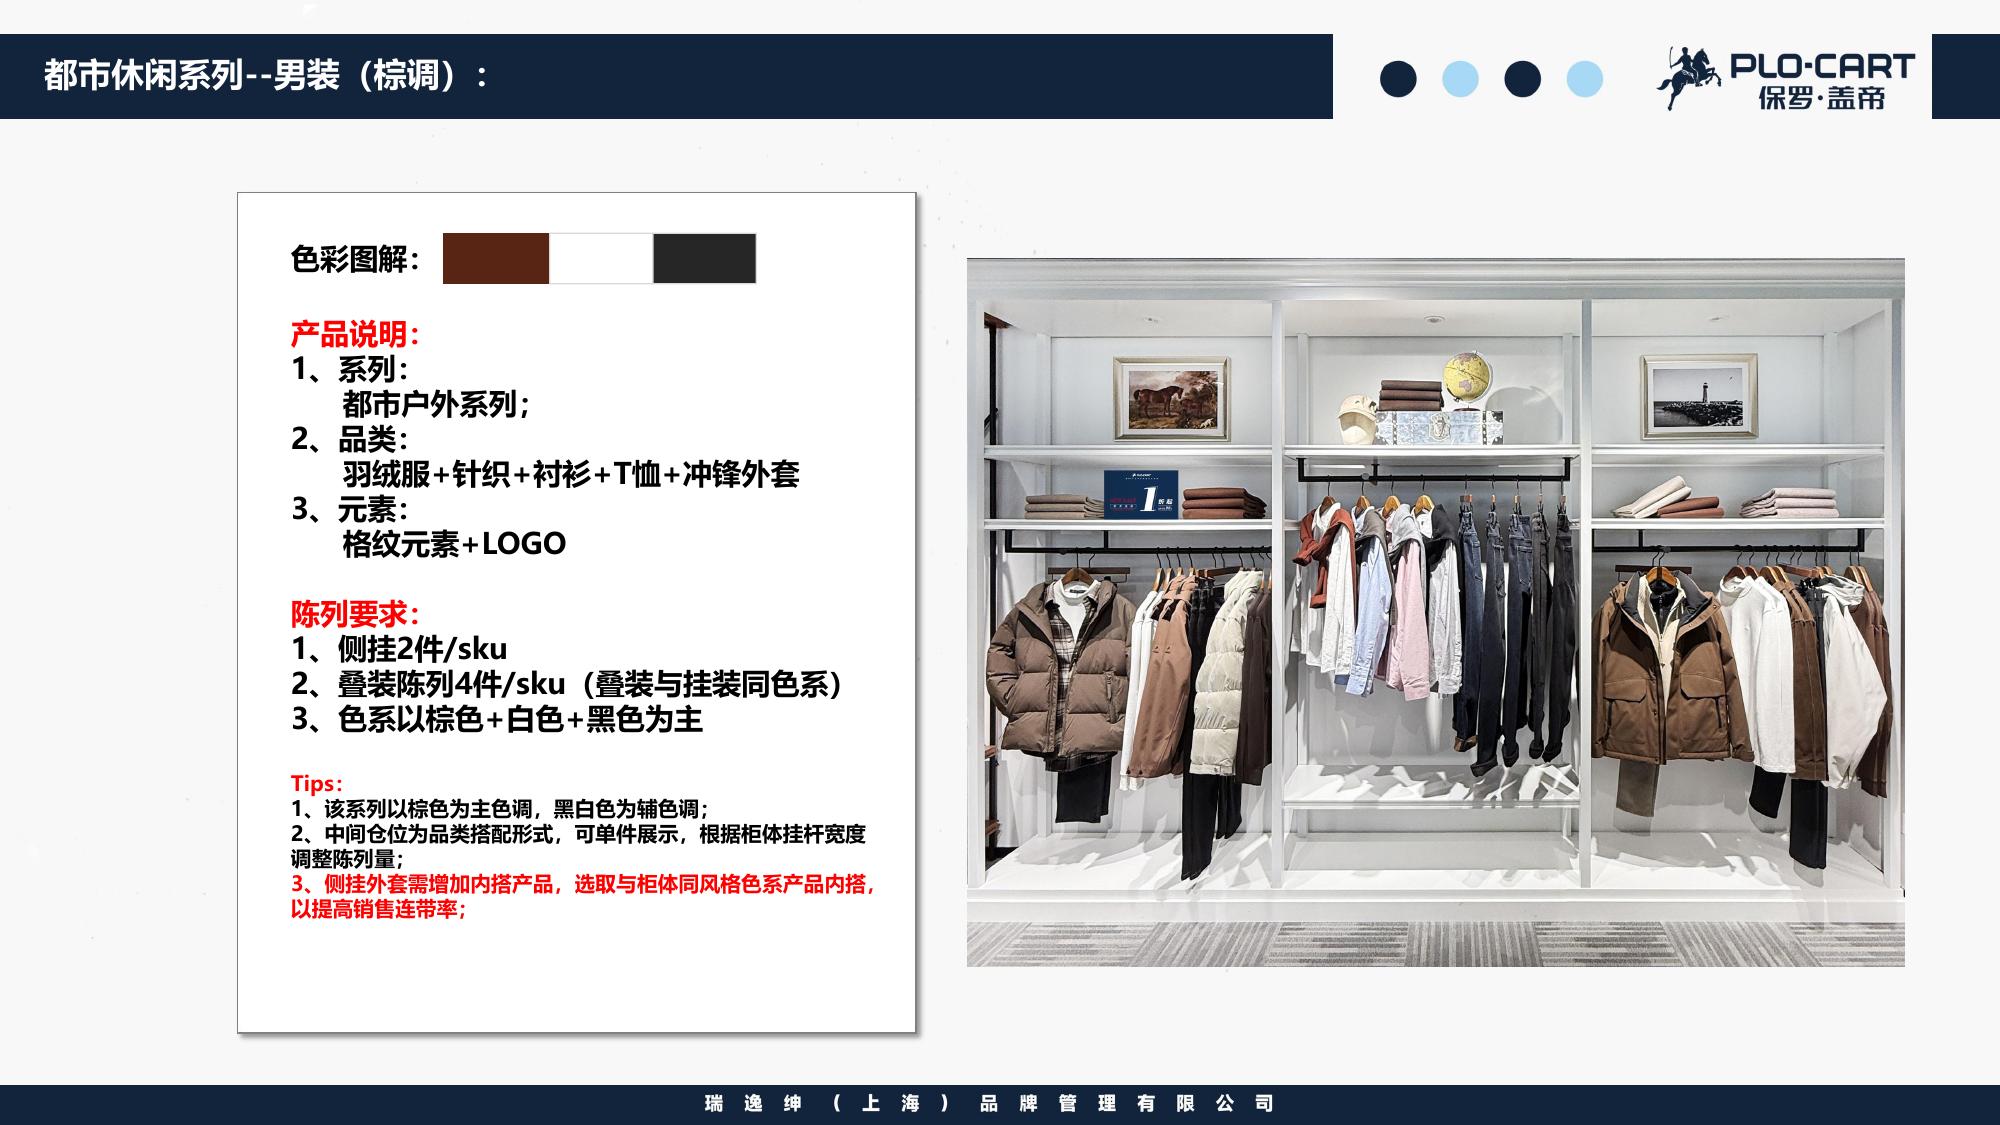 都市休闲系列--男装（棕调）：
PLO·CART
保罗·盖帝
色彩图解：
产品说明：
1、系列：
都市户外系列；
2、品类：
羽绒服+针织+衬衫+T恤+冲锋外套
3、元素：
格纹元素+LOGO
陈列要求：
1、侧挂2件/sku
2、叠装陈列4件/sku（叠装与挂装同色系）
3、色系以棕色+白色+黑色为主
Tips：
1、该系列以棕色为主色调，黑白色为辅色调；
2、中间仓位为品类搭配形式，可单件展示，根据柜体挂杆宽度
调整陈列量；
3、侧挂外套需增加内搭产品，选取与柜体同风格色系产品内搭，
以提高销售连带率；
1折起
瑞逸绅（上海）品牌管理有限公司